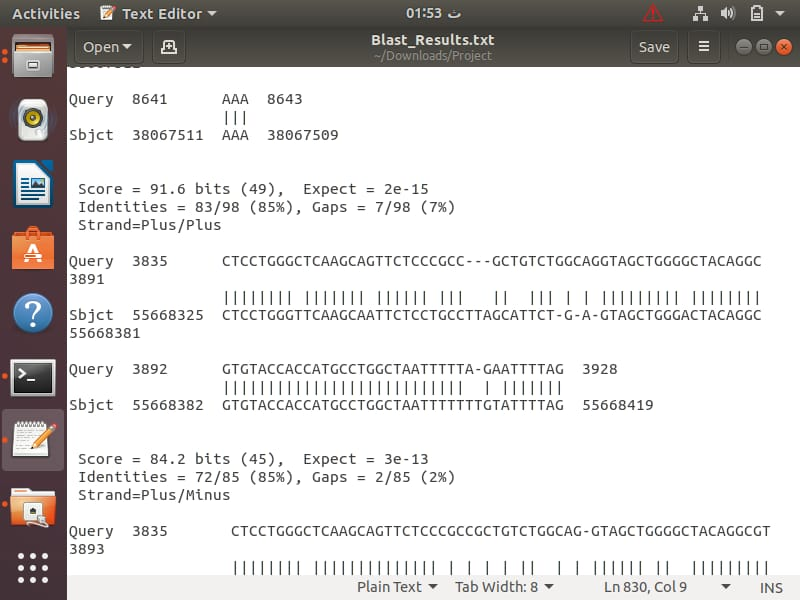 Activities Text Editor 01:53 ث
Open Blast_Results.txt Save
~/Downloads/Project
Query  8641      AAA  8643
                 |||
Sbjct  38067511  AAA  38067509
 Score = 91.6 bits (49),  Expect = 2e-15
 Identities = 83/98 (85%), Gaps = 7/98 (7%)
 Strand=Plus/Plus
Query  3835      CTCCTGGGCTCAAGCAGTTCTCCCGCC---GCTGTCTGGCAGGTAGCTGGGGCTACAGGC
3891
                 |||||||| ||||||| |||||| |||   ||  ||| | | ||||||||| ||||||||
Sbjct  55668325  CTCCTGGGTTCAAGCAATTCTCCTGCCTTAGCATTCT-G-A-GTAGCTGGGACTACAGGC
55668381
Query  3892      GTGTACCACCATGCCTGGCTAATTTTTA-GAATTTTAG  3928
                 |||||||||||||||||||||||||||  | |||||||
Sbjct  55668382  GTGTACCACCATGCCTGGCTAATTTTTTTGTATTTTAG  55668419
 Score = 84.2 bits (45),  Expect = 3e-13
 Identities = 72/85 (85%), Gaps = 2/85 (2%)
 Strand=Plus/Minus
Query  3835       CTCCTGGGCTCAAGCAGTTCTCCCGCCGCTGTCTGGCAG-GTAGCTGGGGCTACAGGCGT
3893
                  |||||||| |||||||||||||| | | | | ||  | | |||||| ||  |||||||||
Plain Text Tab Width: 8 Ln 830, Col 9 INS